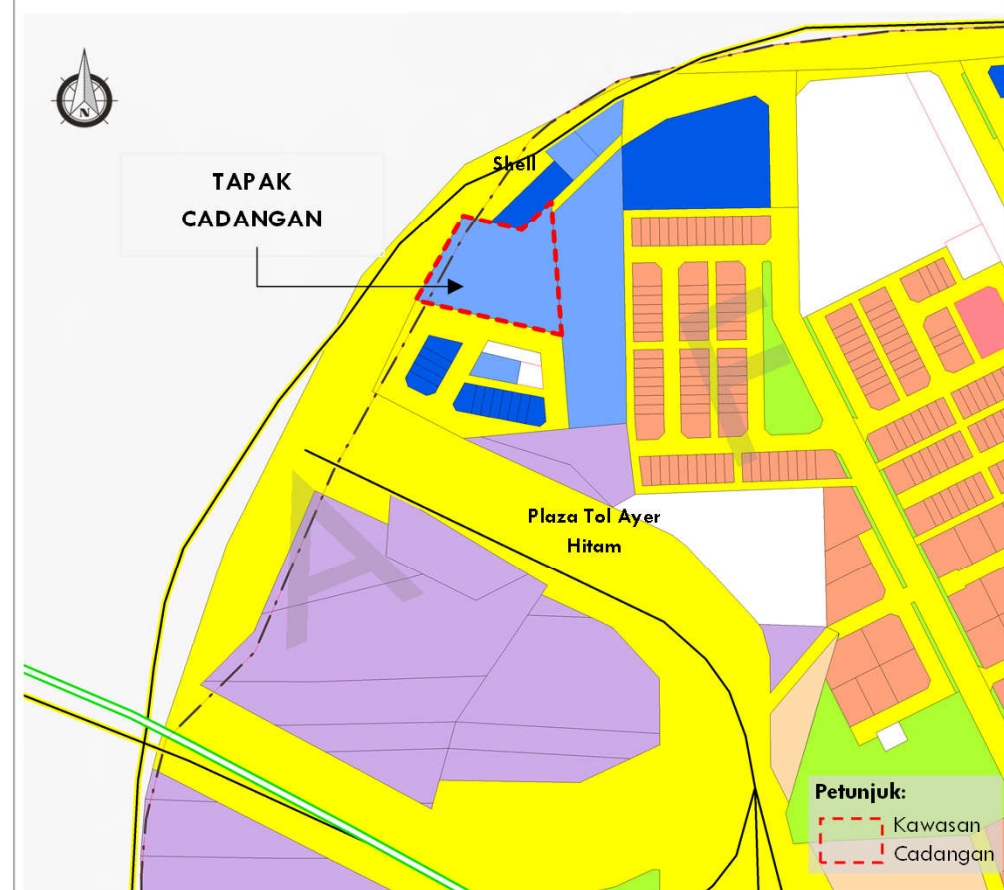 N
TAPAK
CADANGAN
Shell
Plaza Tol Ayer
Hitam
A
F
Petunjuk:
Kawasan
Cadangan